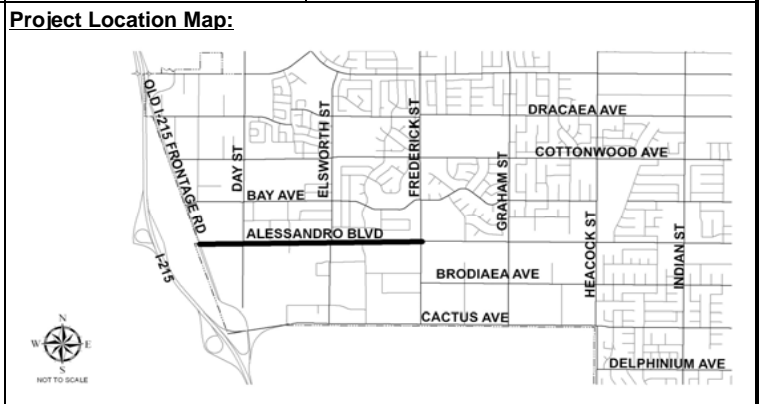 Project Location Map:
OLD I-215 FRONTAGE RD
DAY ST
ELSWORTH ST
FREDERICK ST
GRAHAM ST
HEACOCK ST
INDIAN ST
DRACAEA AVE
COTTONWOOD AVE
BAY AVE
ALESSANDRO BLVD
I-215
BRODIAEA AVE
CACTUS AVE
DELPHINIUM AVE
N
W
E
S
NOT TO SCALE